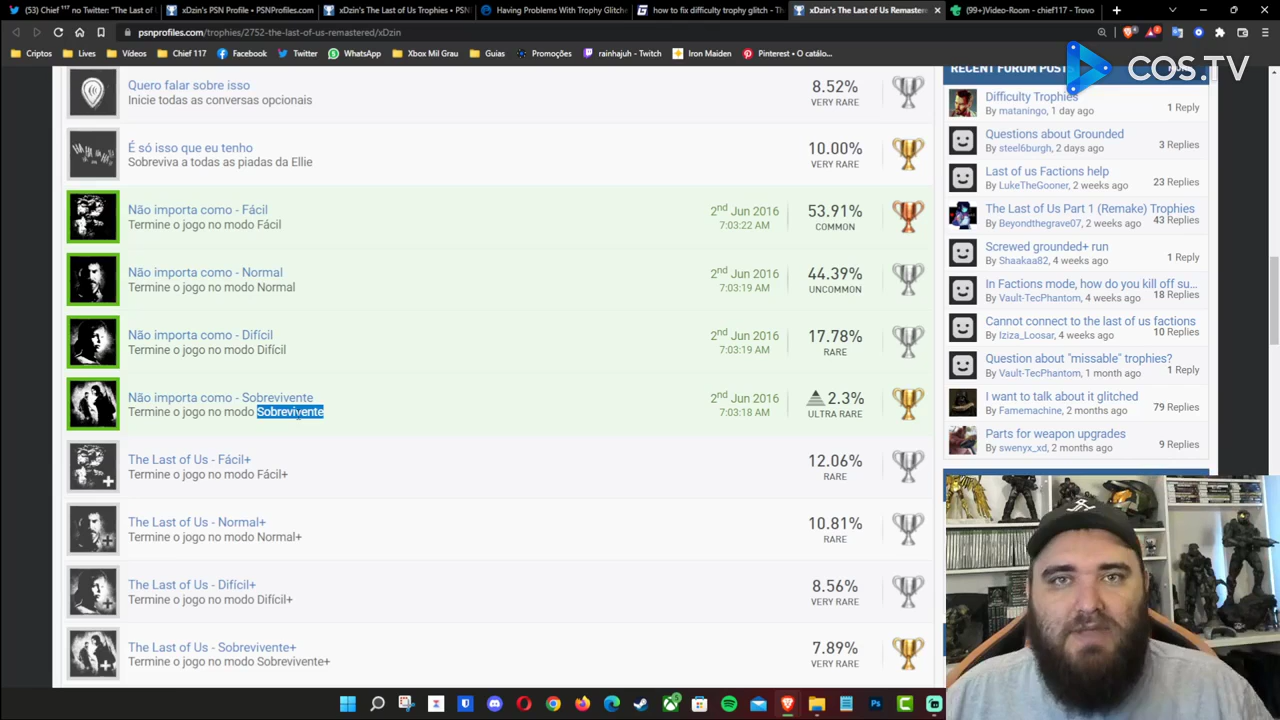 (53) Chief ¹¹⁷ no Twitter: "The Last of
xDzin's PSN Profile • PSNProfiles.com
xDzin's The Last of Us Trophies • PSN
Having Problems With Trophy Glitche
how to fix difficulty trophy glitch - Th
xDzin's The Last of Us Remastere
(99+)Video-Room - chief117 - Trovo
psnprofiles.com/trophies/2752-the-last-of-us-remastered/xDzin
Criptos
Lives
Vídeos
Chief 117
Facebook
Twitter
WhatsApp
Xbox Mil Grau
Guias
Promoções
rainhajuh - Twitch
Iron Maiden
Pinterest • O catálo...
COS.TV
Quero falar sobre isso
Inicie todas as conversas opcionais
8.52%
VERY RARE
É só isso que eu tenho
Sobreviva a todas as piadas da Ellie
10.00%
VERY RARE
Não importa como - Fácil
Termine o jogo no modo Fácil
2nd Jun 2016
7:03:22 AM
53.91%
COMMON
Não importa como - Normal
Termine o jogo no modo Normal
2nd Jun 2016
7:03:19 AM
44.39%
UNCOMMON
Não importa como - Difícil
Termine o jogo no modo Difícil
2nd Jun 2016
7:03:19 AM
17.78%
RARE
Não importa como - Sobrevivente
Termine o jogo no modo Sobrevivente
2nd Jun 2016
7:03:18 AM
2.3%
ULTRA RARE
The Last of Us - Fácil+
Termine o jogo no modo Fácil+
12.06%
RARE
The Last of Us - Normal+
Termine o jogo no modo Normal+
10.81%
RARE
The Last of Us - Difícil+
Termine o jogo no modo Difícil+
8.56%
VERY RARE
The Last of Us - Sobrevivente+
Termine o jogo no modo Sobrevivente+
7.89%
VERY RARE
RECENT FORUM POSTS
Difficulty Trophies
By mataningo, 1 day ago
1 Reply
Questions about Grounded
By steel6burgh, 2 days ago
3 Replies
Last of us Factions help
By LukeTheGooner, 2 weeks ago
23 Replies
The Last of Us Part 1 (Remake) Trophies
By Beyondthegrave07, 2 weeks ago
43 Replies
Screwed grounded+ run
By Shaakaa82, 4 weeks ago
1 Reply
In Factions mode, how do you kill off su...
By Vault-TecPhantom, 4 weeks ago
18 Replies
Cannot connect to the last of us factions
By Iziza_Loosar, 4 weeks ago
10 Replies
Question about "missable" trophies?
By Vault-TecPhantom, 1 month ago
1 Reply
I want to talk about it glitched
By Famemachine, 2 months ago
79 Replies
Parts for weapon upgrades
By swenyx_xd, 2 months ago
9 Replies